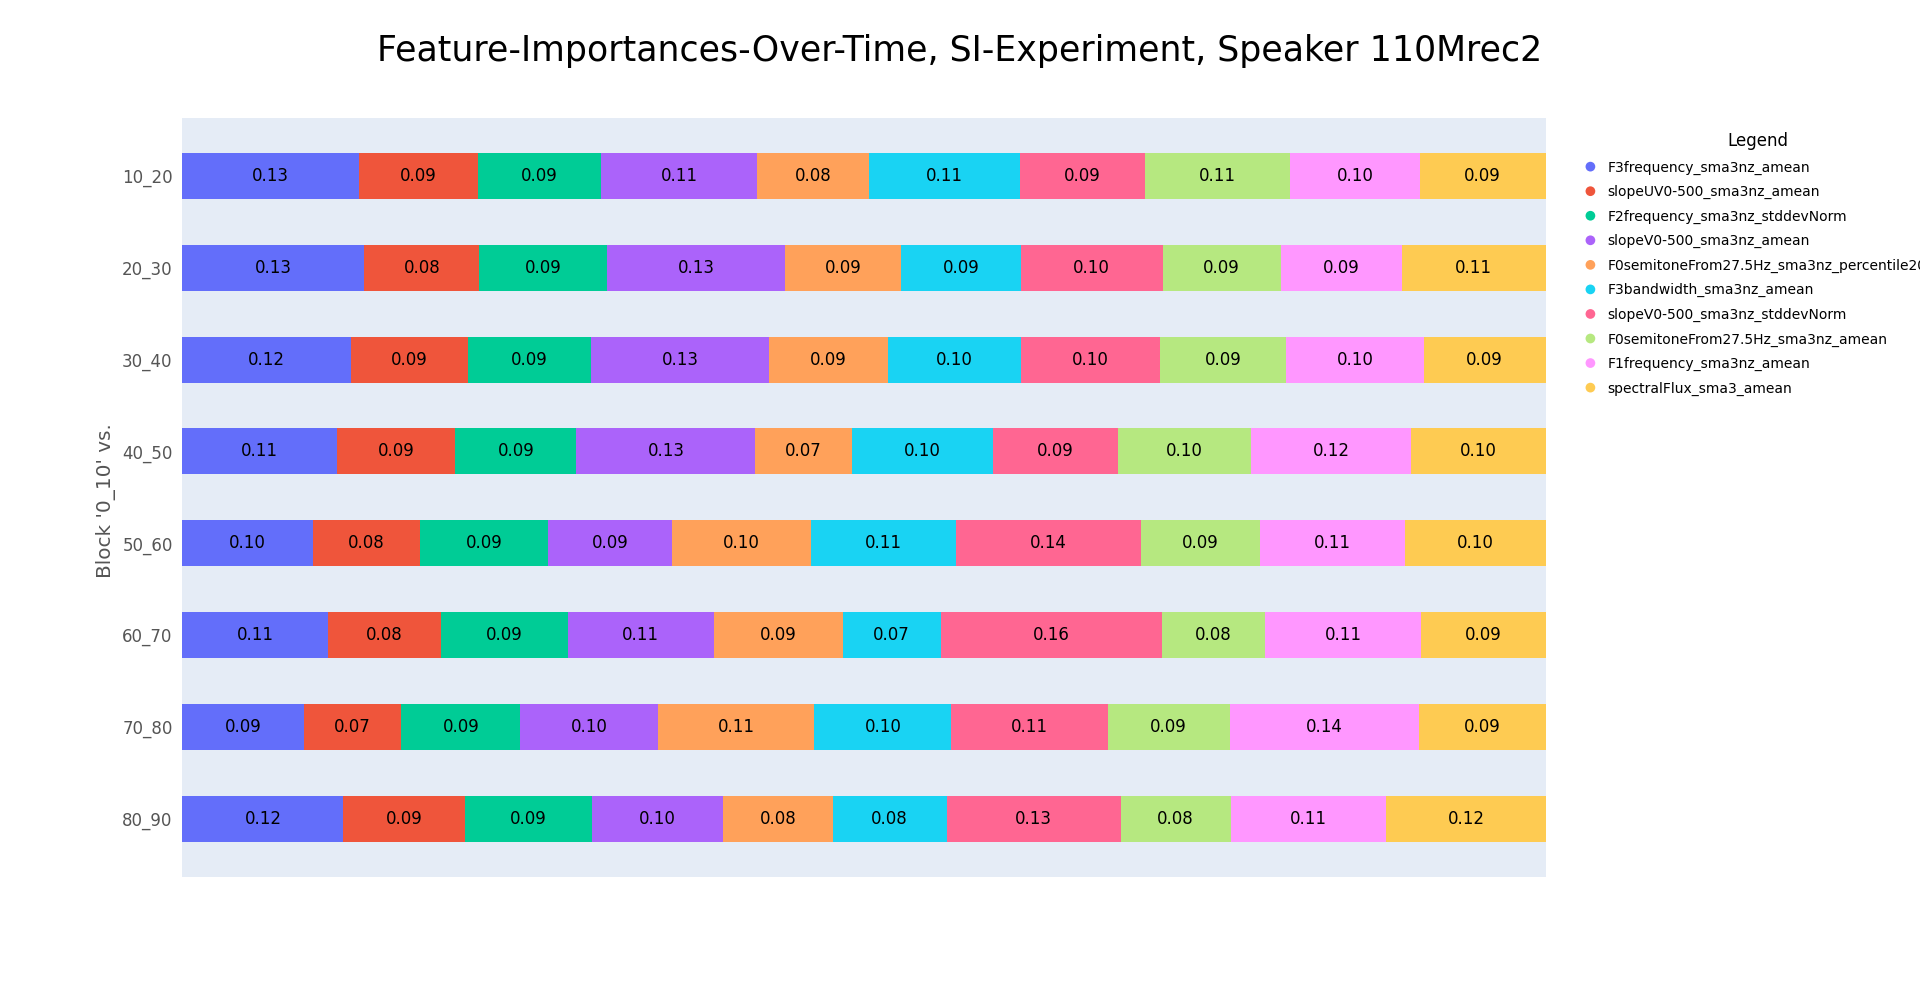 Feature-Importances-Over-Time, SI-Experiment, Speaker 110Mrec2
Block '0_10' vs.
10_20 0.13 0.09 0.09 0.11 0.08 0.11 0.09 0.11 0.10 0.09
20_30 0.13 0.08 0.09 0.13 0.09 0.09 0.10 0.09 0.09 0.11
30_40 0.12 0.09 0.09 0.13 0.09 0.10 0.10 0.09 0.10 0.09
40_50 0.11 0.09 0.09 0.13 0.07 0.10 0.09 0.10 0.12 0.10
50_60 0.10 0.08 0.09 0.09 0.10 0.11 0.14 0.09 0.11 0.10
60_70 0.11 0.08 0.09 0.11 0.09 0.07 0.16 0.08 0.11 0.09
70_80 0.09 0.07 0.09 0.10 0.11 0.10 0.11 0.09 0.14 0.09
80_90 0.12 0.09 0.09 0.10 0.08 0.08 0.13 0.08 0.11 0.12
Legend
F3frequency_sma3nz_amean
slopeUV0-500_sma3nz_amean
F2frequency_sma3nz_stddevNorm
slopeV0-500_sma3nz_amean
F0semitoneFrom27.5Hz_sma3nz_percentile20
F3bandwidth_sma3nz_amean
slopeV0-500_sma3nz_stddevNorm
F0semitoneFrom27.5Hz_sma3nz_amean
F1frequency_sma3nz_amean
spectralFlux_sma3_amean